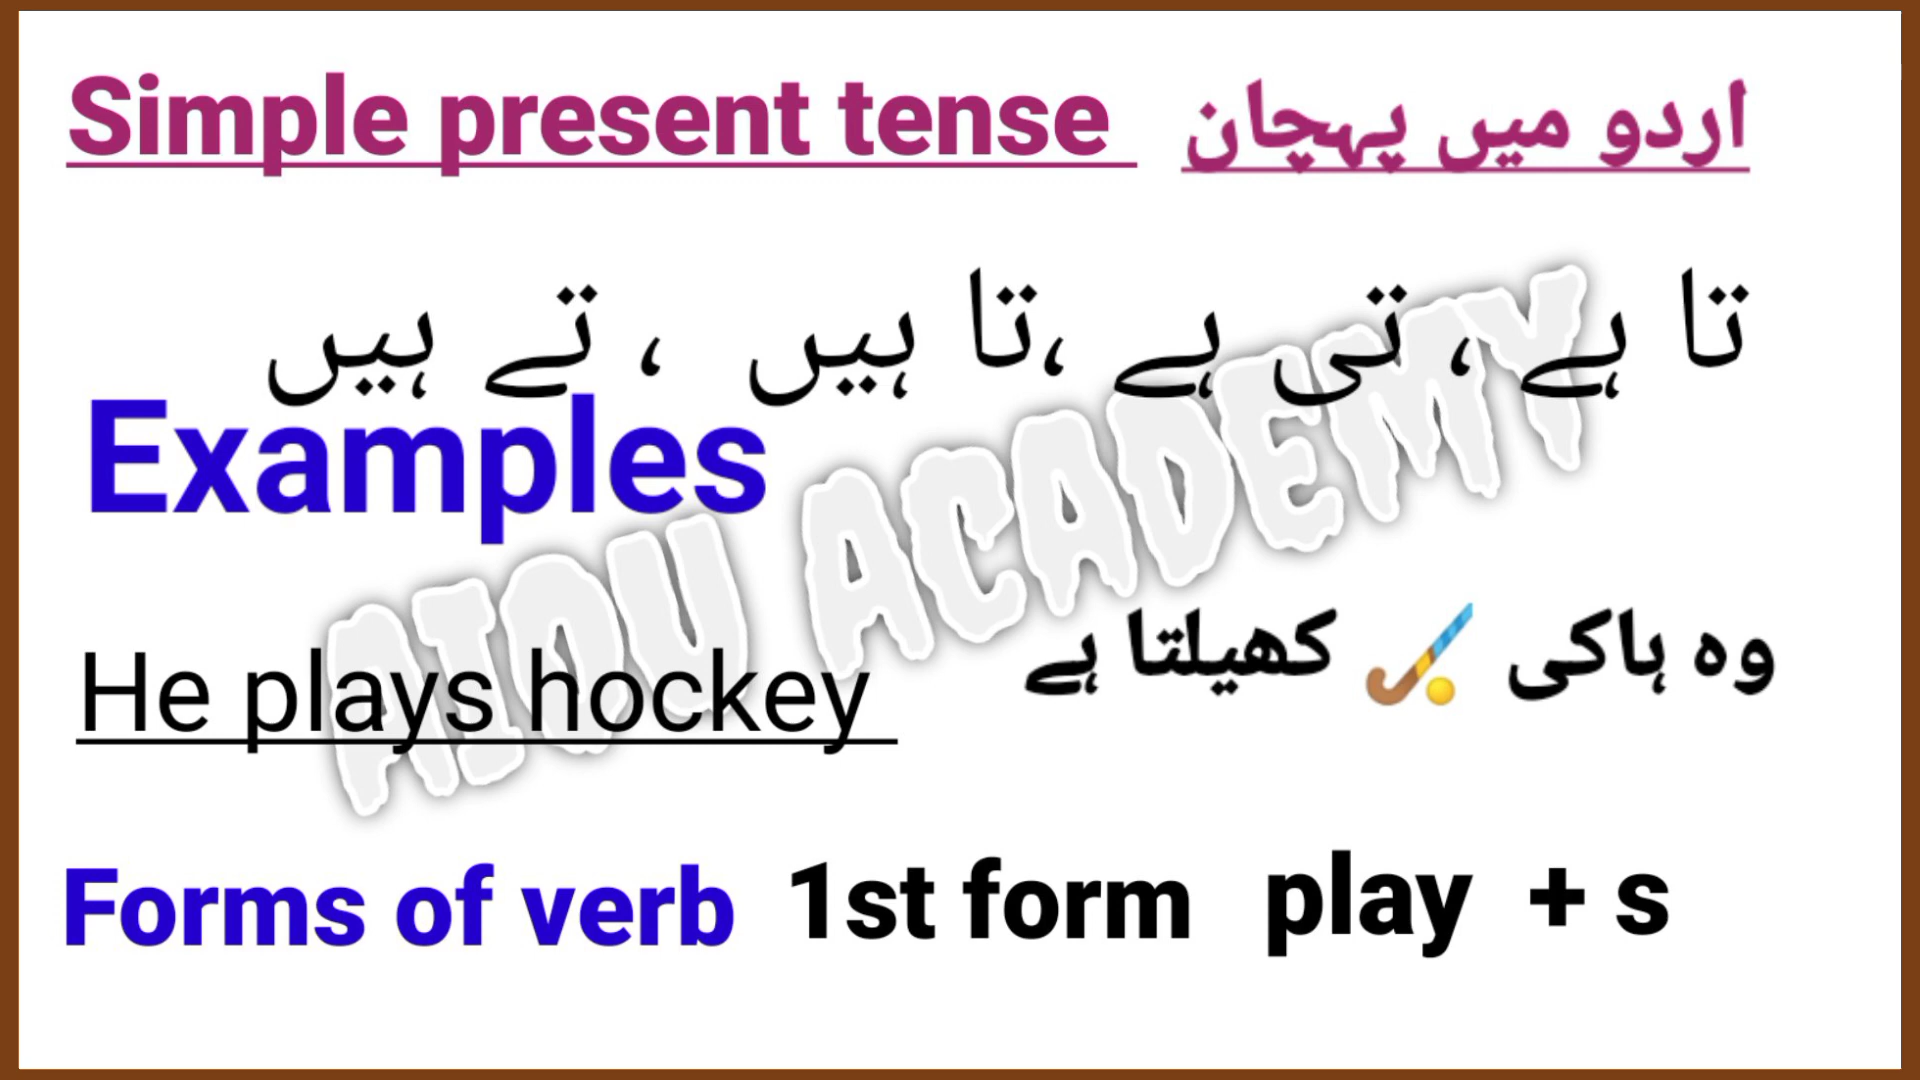 Simple present tense اردو میں پہچان
تا ہے ، تی ہے ،تا ہیں ، تے ہیں
Examples
AIOU ACADEMY
He plays hockey وہ ہاکی 🏑 کھیلتا ہے
Forms of verb 1st form play + s